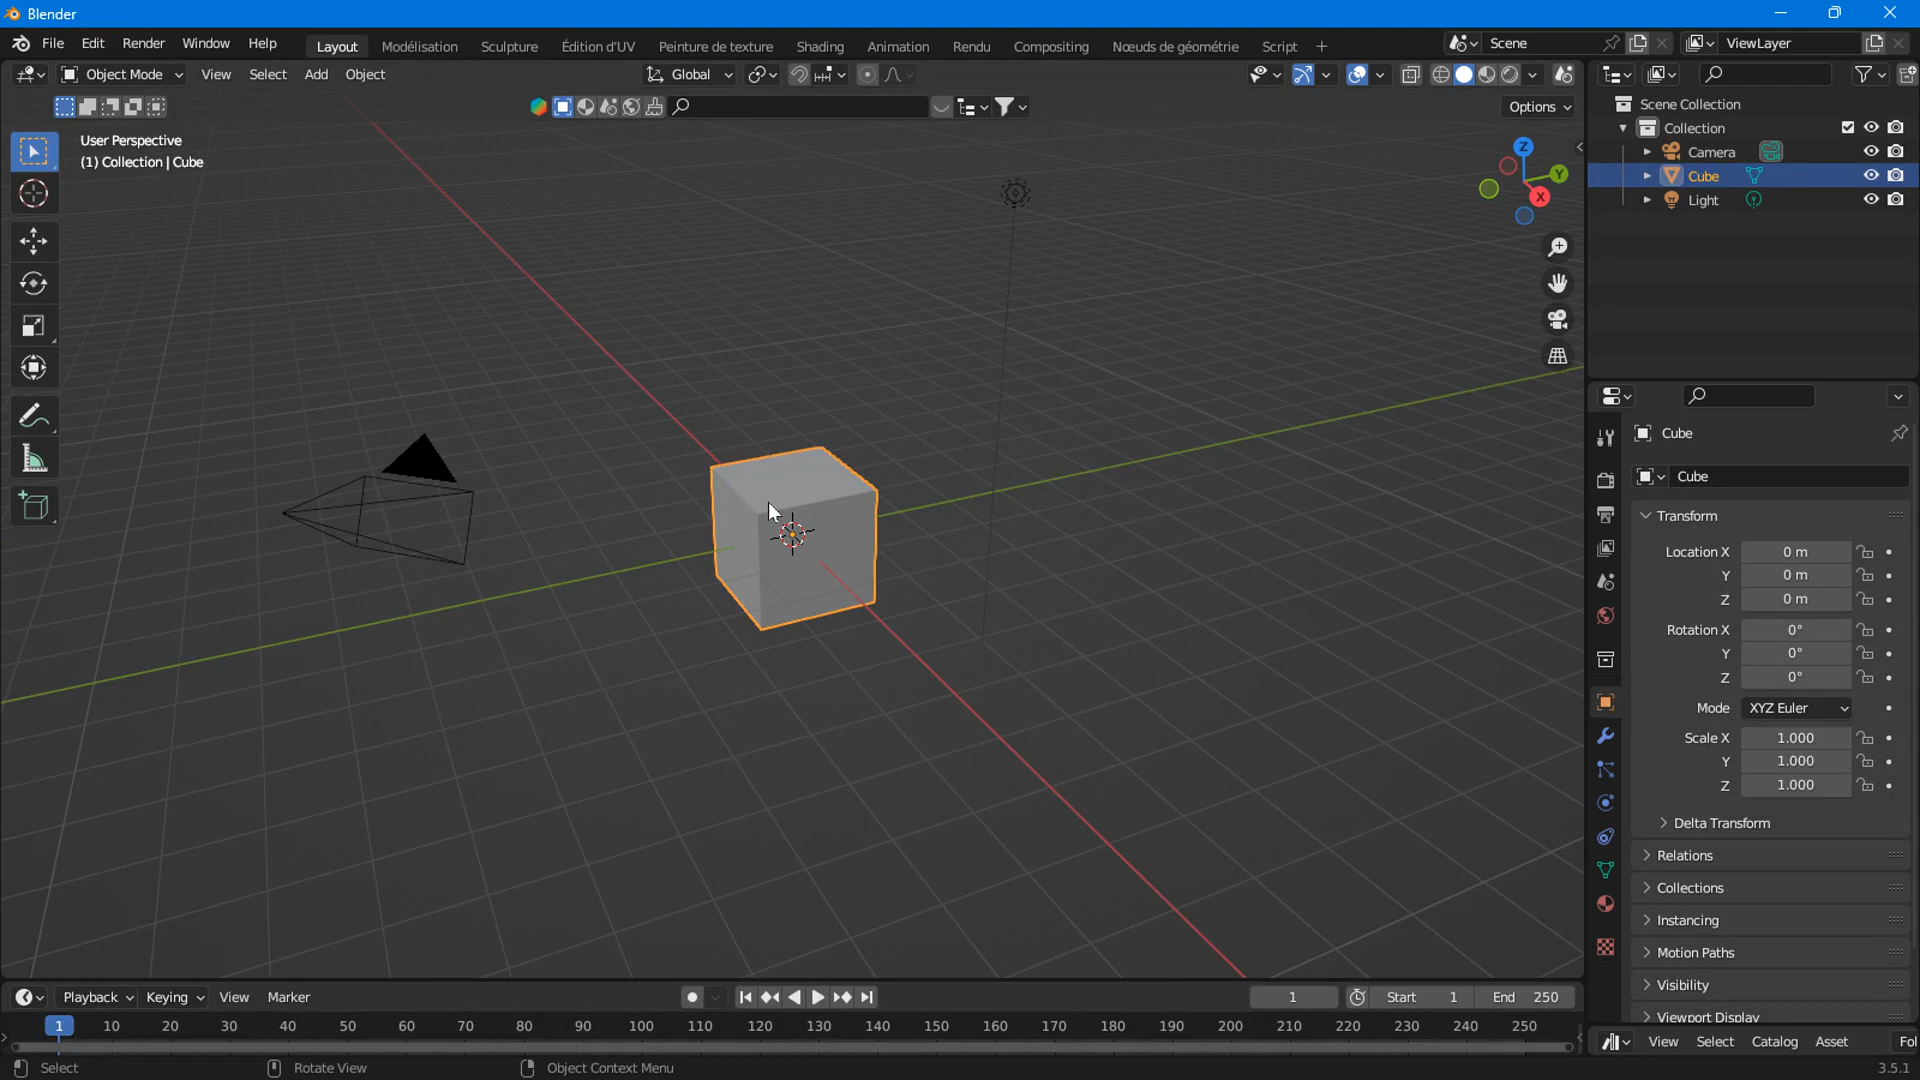 Blender
File Edit Render Window Help Layout Modélisation Sculpture Édition d'UV Peinture de texture Shading Animation Rendu Compositing Nœuds de géométrie Script + Scene ViewLayer
Object Mode View Select Add Object Global
Options
User Perspective
(1) Collection | Cube
Z
Y
X
Scene Collection
Collection
Camera
Cube
Light
Cube
Cube
Transform
Location X 0 m
Y 0 m
Z 0 m
Rotation X 0°
Y 0°
Z 0°
Mode XYZ Euler
Scale X 1.000
Y 1.000
Z 1.000
Delta Transform
Relations
Collections
Instancing
Motion Paths
Visibility
Viewport Display
Playback Keying View Marker 1 Start 1 End 250
1 10 20 30 40 50 60 70 80 90 100 110 120 130 140 150 160 170 180 190 200 210 220 230 240 250
View Select Catalog Asset Fol
Select Rotate View Object Context Menu 3.5.1